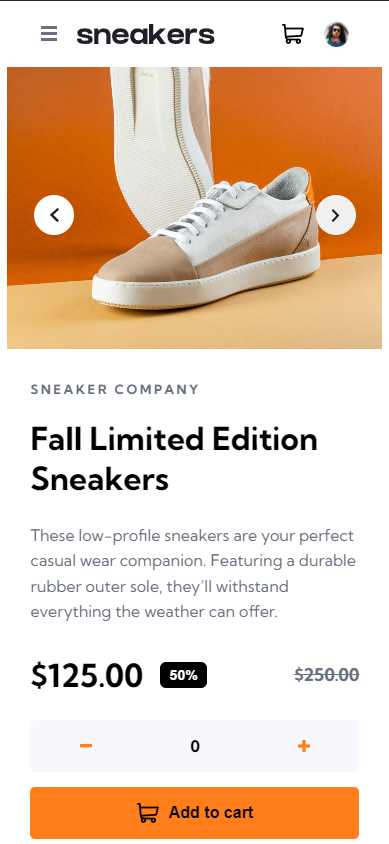 sneakers
SNEAKER COMPANY
Fall Limited Edition
Sneakers
These low-profile sneakers are your perfect
casual wear companion. Featuring a durable
rubber outer sole, they’ll withstand
everything the weather can offer.
$125.00 50% $250.00
− 0 +
Add to cart